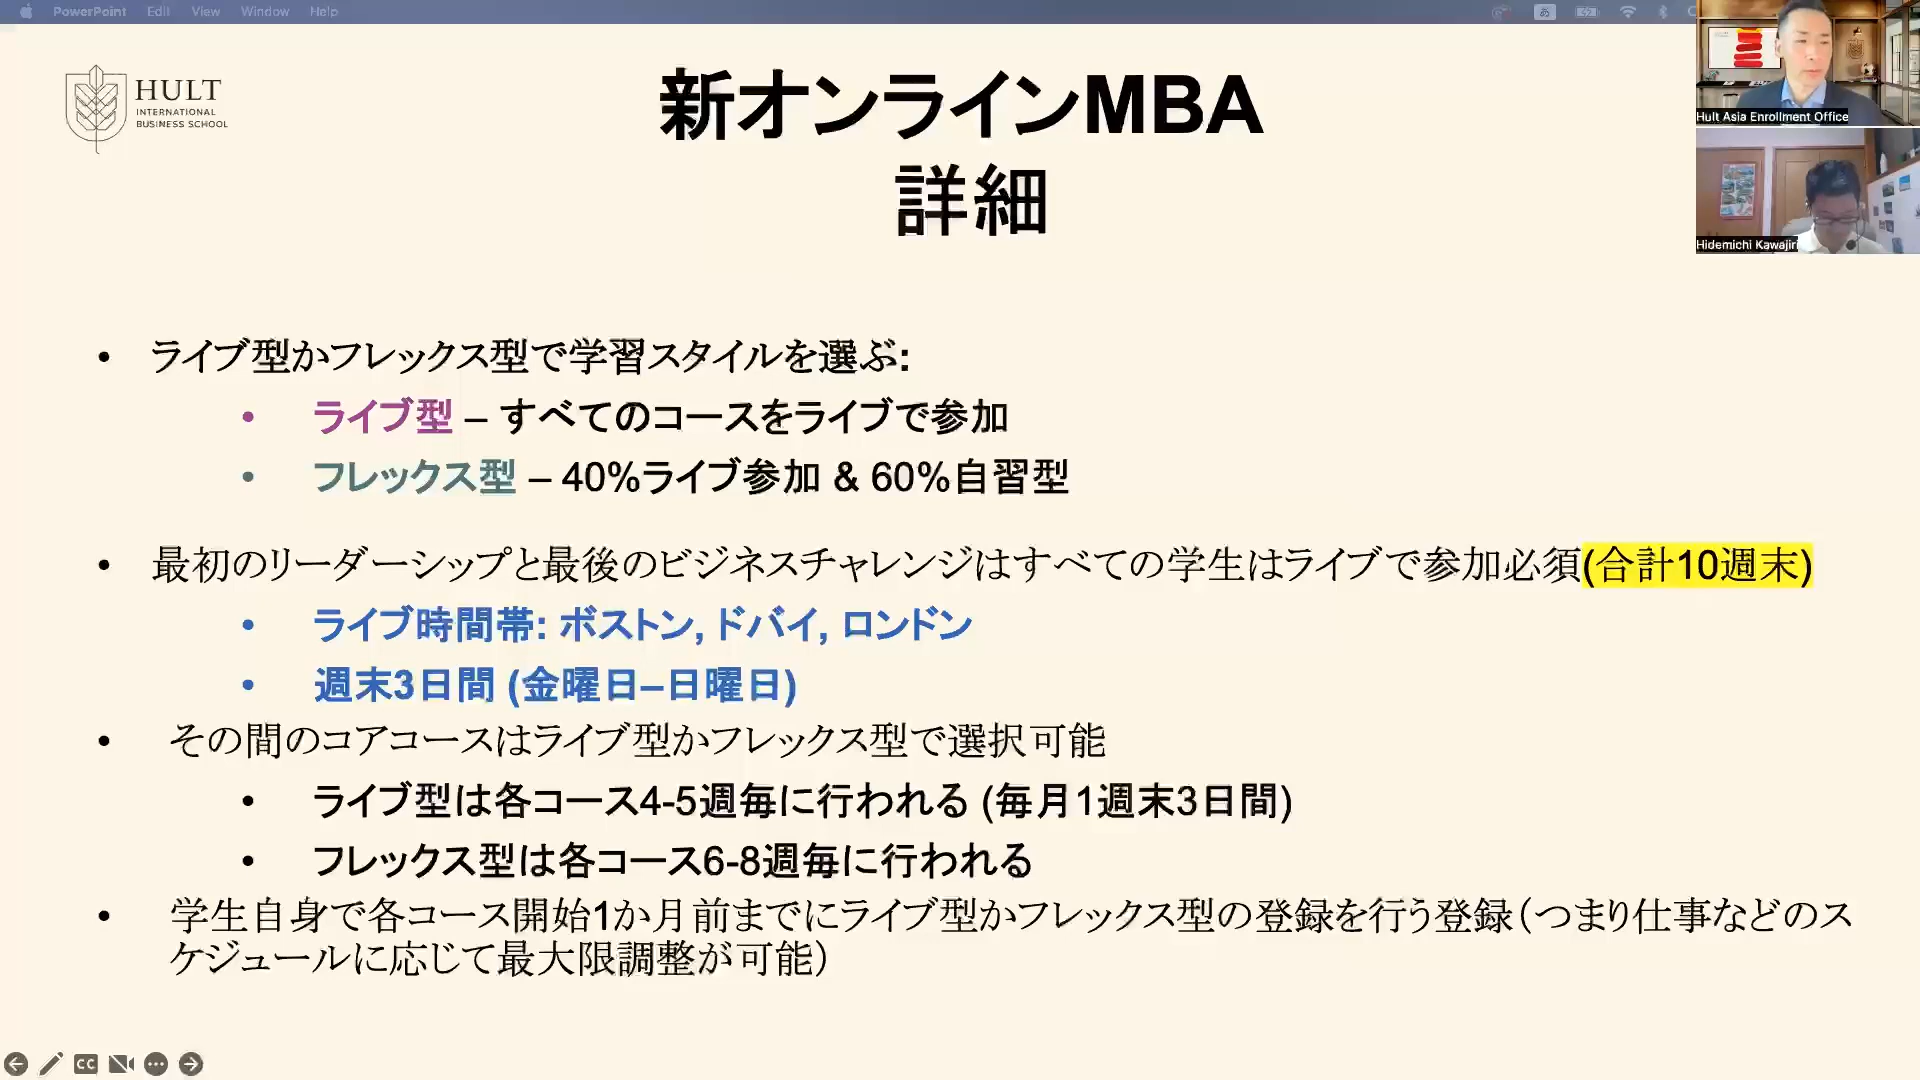 PowerPoint Edit View Window Help
あ
HULT
INTERNATIONAL
BUSINESS SCHOOL
新オンラインMBA
詳細
Hult Asia Enrollment Office
Hidemichi Kawajiri
• ライブ型かフレックス型で学習スタイルを選ぶ:
• ライブ型 – すべてのコースをライブで参加
• フレックス型 – 40%ライブ参加 & 60%自習型
• 最初のリーダーシップと最後のビジネスチャレンジはすべての学生はライブで参加必須(合計10週末)
• ライブ時間帯: ボストン, ドバイ, ロンドン
• 週末3日間 (金曜日–日曜日)
• その間のコアコースはライブ型かフレックス型で選択可能
• ライブ型は各コース4-5週毎に行われる (毎月1週末3日間)
• フレックス型は各コース6-8週毎に行われる
• 学生自身で各コース開始1か月前までにライブ型かフレックス型の登録を行う登録（つまり仕事などのス
ケジュールに応じて最大限調整が可能）
CC